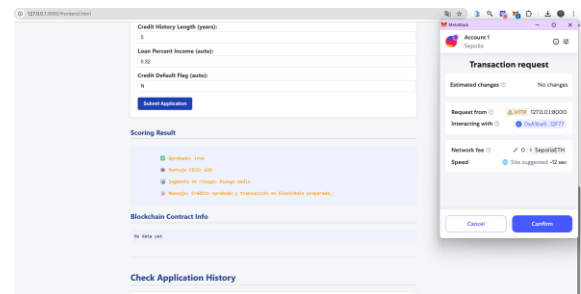 127.0.0.1:8000/frontend.html
Credit History Length (years):
5
Loan Percent Income (auto):
0.32
Credit Default Flag (auto):
N
Submit Application
Scoring Result
Aprobado: true
Puntaje FICO: 620
Segmento de riesgo: Riesgo medio
Mensaje: Crédito aprobado y transacción en blockchain preparada.
Blockchain Contract Info
No data yet
Check Application History
MetaMask
Account 1
Sepolia
Transaction request
Estimated changes No changes
Request from HTTP 127.0.0.1:8000
Interacting with
Network fee 0 SepoliaETH
Speed Site suggested ~12 sec
Cancel Confirm